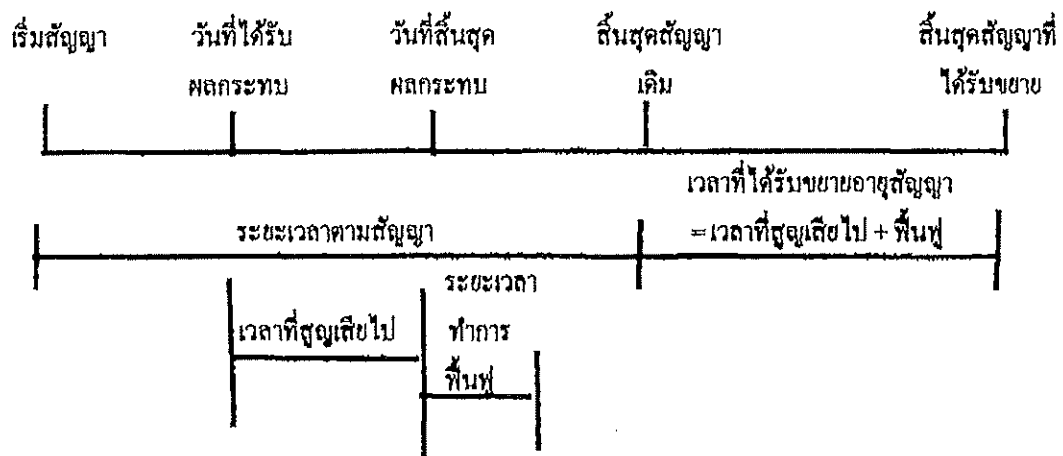 เริ่มสัญญา วันที่ได้รับ วันที่สิ้นสุด สิ้นสุดสัญญา สิ้นสุดสัญญาที่
ผลกระทบ ผลกระทบ เดิม ได้รับขยาย
เวลาที่ได้รับขยายอายุสัญญา
ระยะเวลาตามสัญญา =เวลาที่สูญเสียไป + ฟื้นฟู
ระยะเวลา
เวลาที่สูญเสียไป ทำการ
ฟื้นฟู